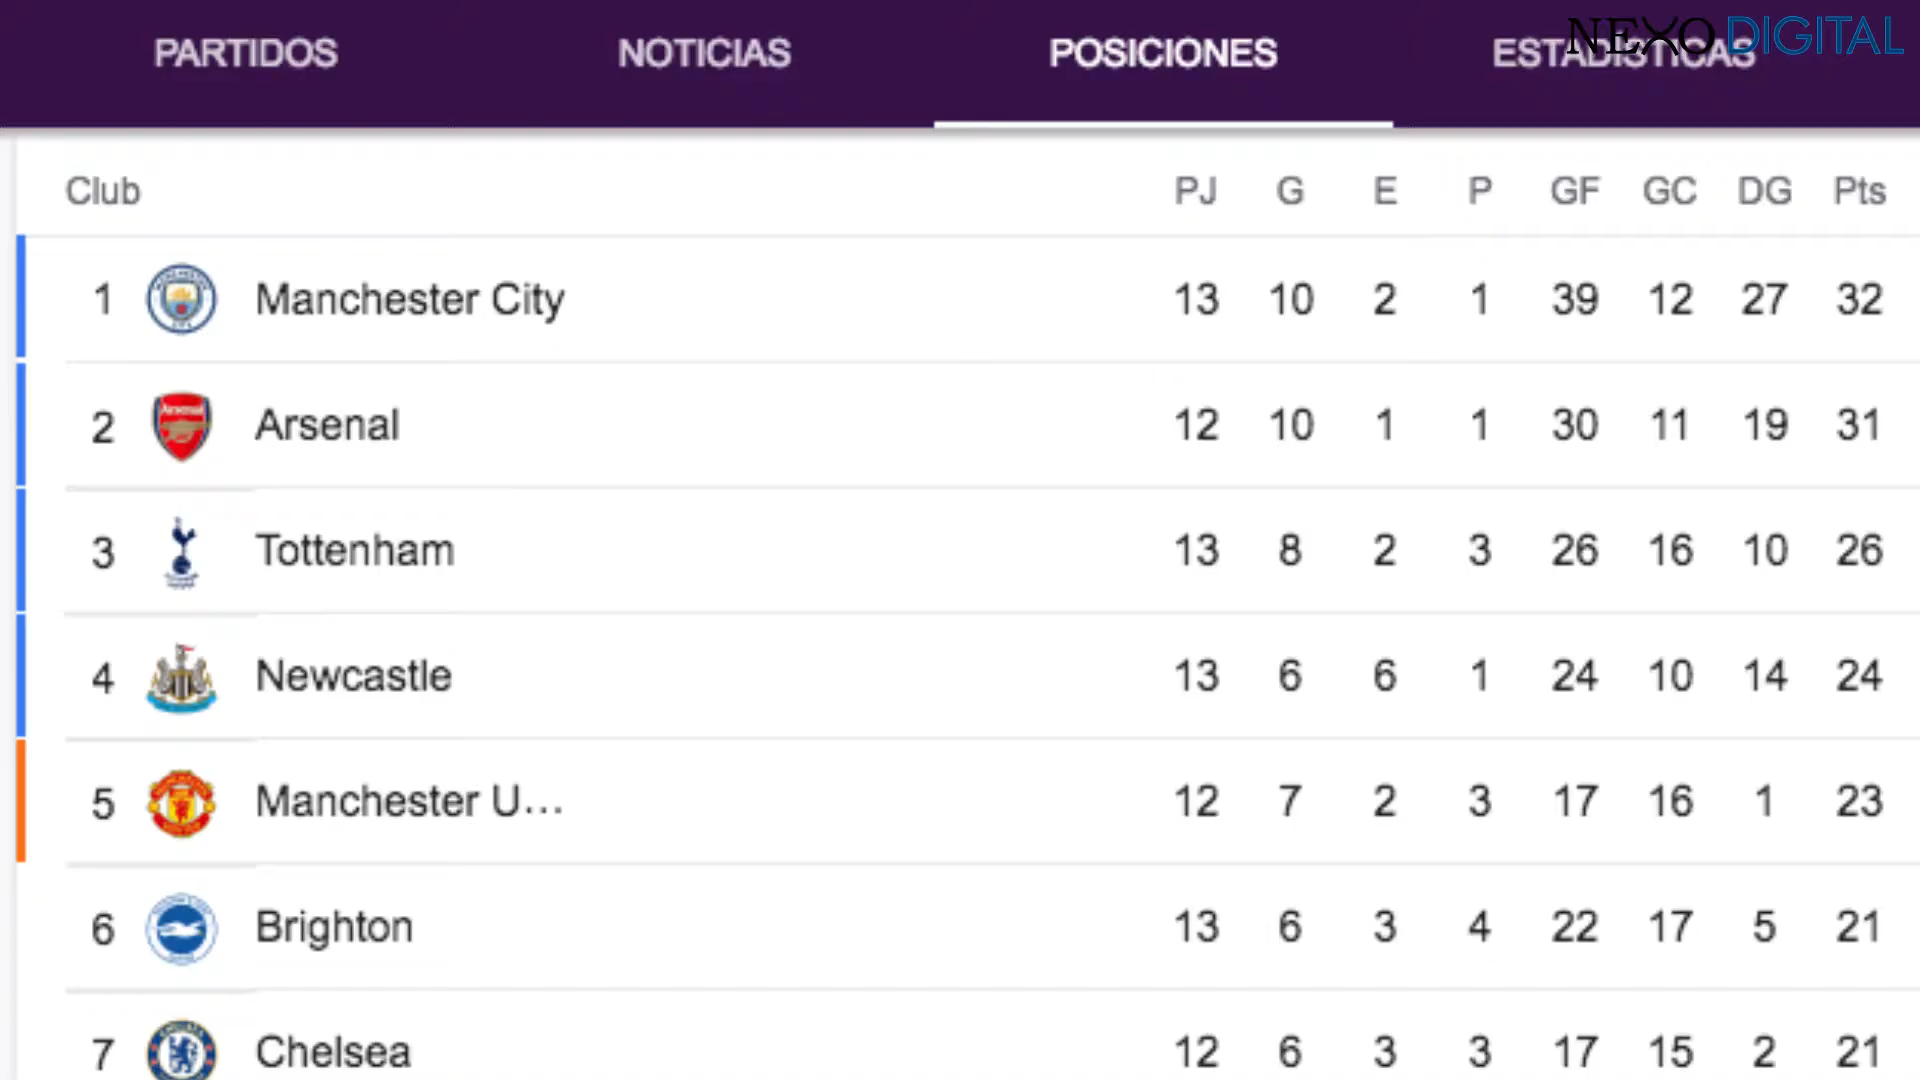 PARTIDOS NOTICIAS POSICIONES ESTADÍSTICAS
NEXO DIGITAL
Club PJ G E P GF GC DG Pts
1 Manchester City 13 10 2 1 39 12 27 32
2 Arsenal 12 10 1 1 30 11 19 31
3 Tottenham 13 8 2 3 26 16 10 26
4 Newcastle 13 6 6 1 24 10 14 24
5 Manchester U... 12 7 2 3 17 16 1 23
6 Brighton 13 6 3 4 22 17 5 21
7 Chelsea 12 6 3 3 17 15 2 21